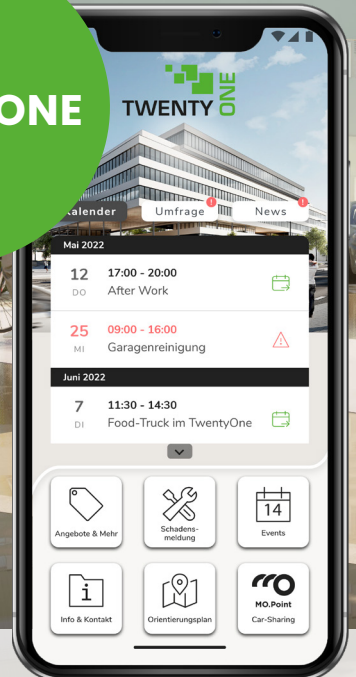 ONE
TWENTY ONE
Kalender
Umfrage !
News !
Mai 2022
12 17:00 - 20:00
DO After Work
25 09:00 - 16:00
MI Garagenreinigung
Juni 2022
7 11:30 - 14:30
DI Food-Truck im TwentyOne
Angebote & Mehr
Schadens-
meldung
14
Events
i
Info & Kontakt
Orientierungsplan
MO.Point
Car-Sharing